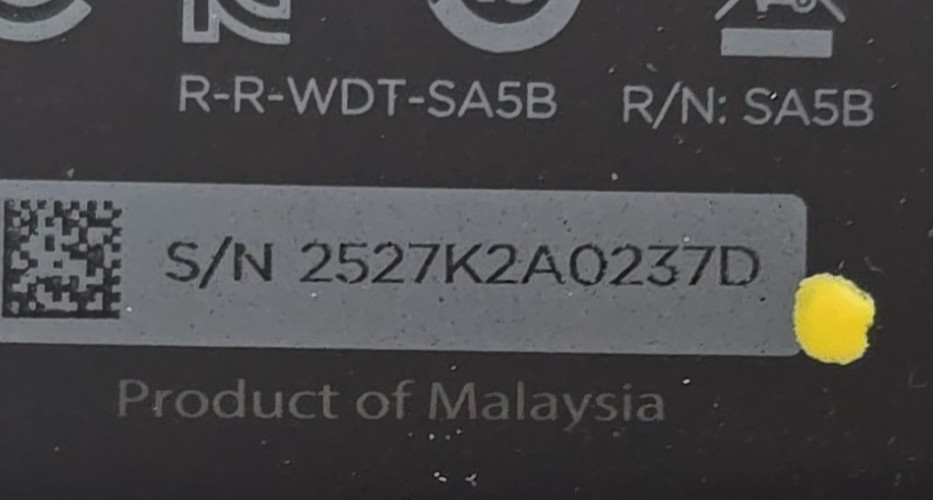 R-R-WDT-SA5B R/N: SA5B
S/N 2527K2A0237D
Product of Malaysia